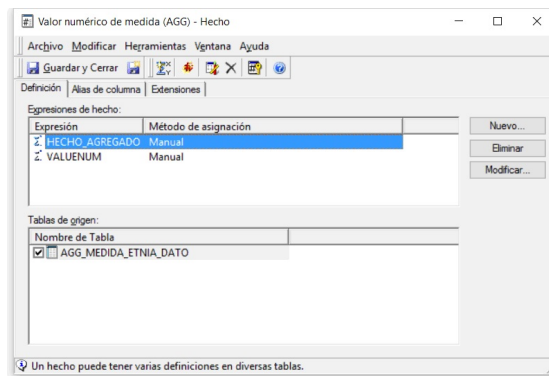 Valor numérico de medida (AGG) - Hecho
Archivo Modificar Herramientas Ventana Ayuda
Guardar y Cerrar
Definición Alias de columna Extensiones
Expresiones de hecho:
Expresión Método de asignación
HECHO_AGREGADO Manual
VALUENUM Manual
Nuevo...
Eliminar
Modificar...
Tablas de origen:
Nombre de Tabla
AGG_MEDIDA_ETNIA_DATO
Un hecho puede tener varias definiciones en diversas tablas.